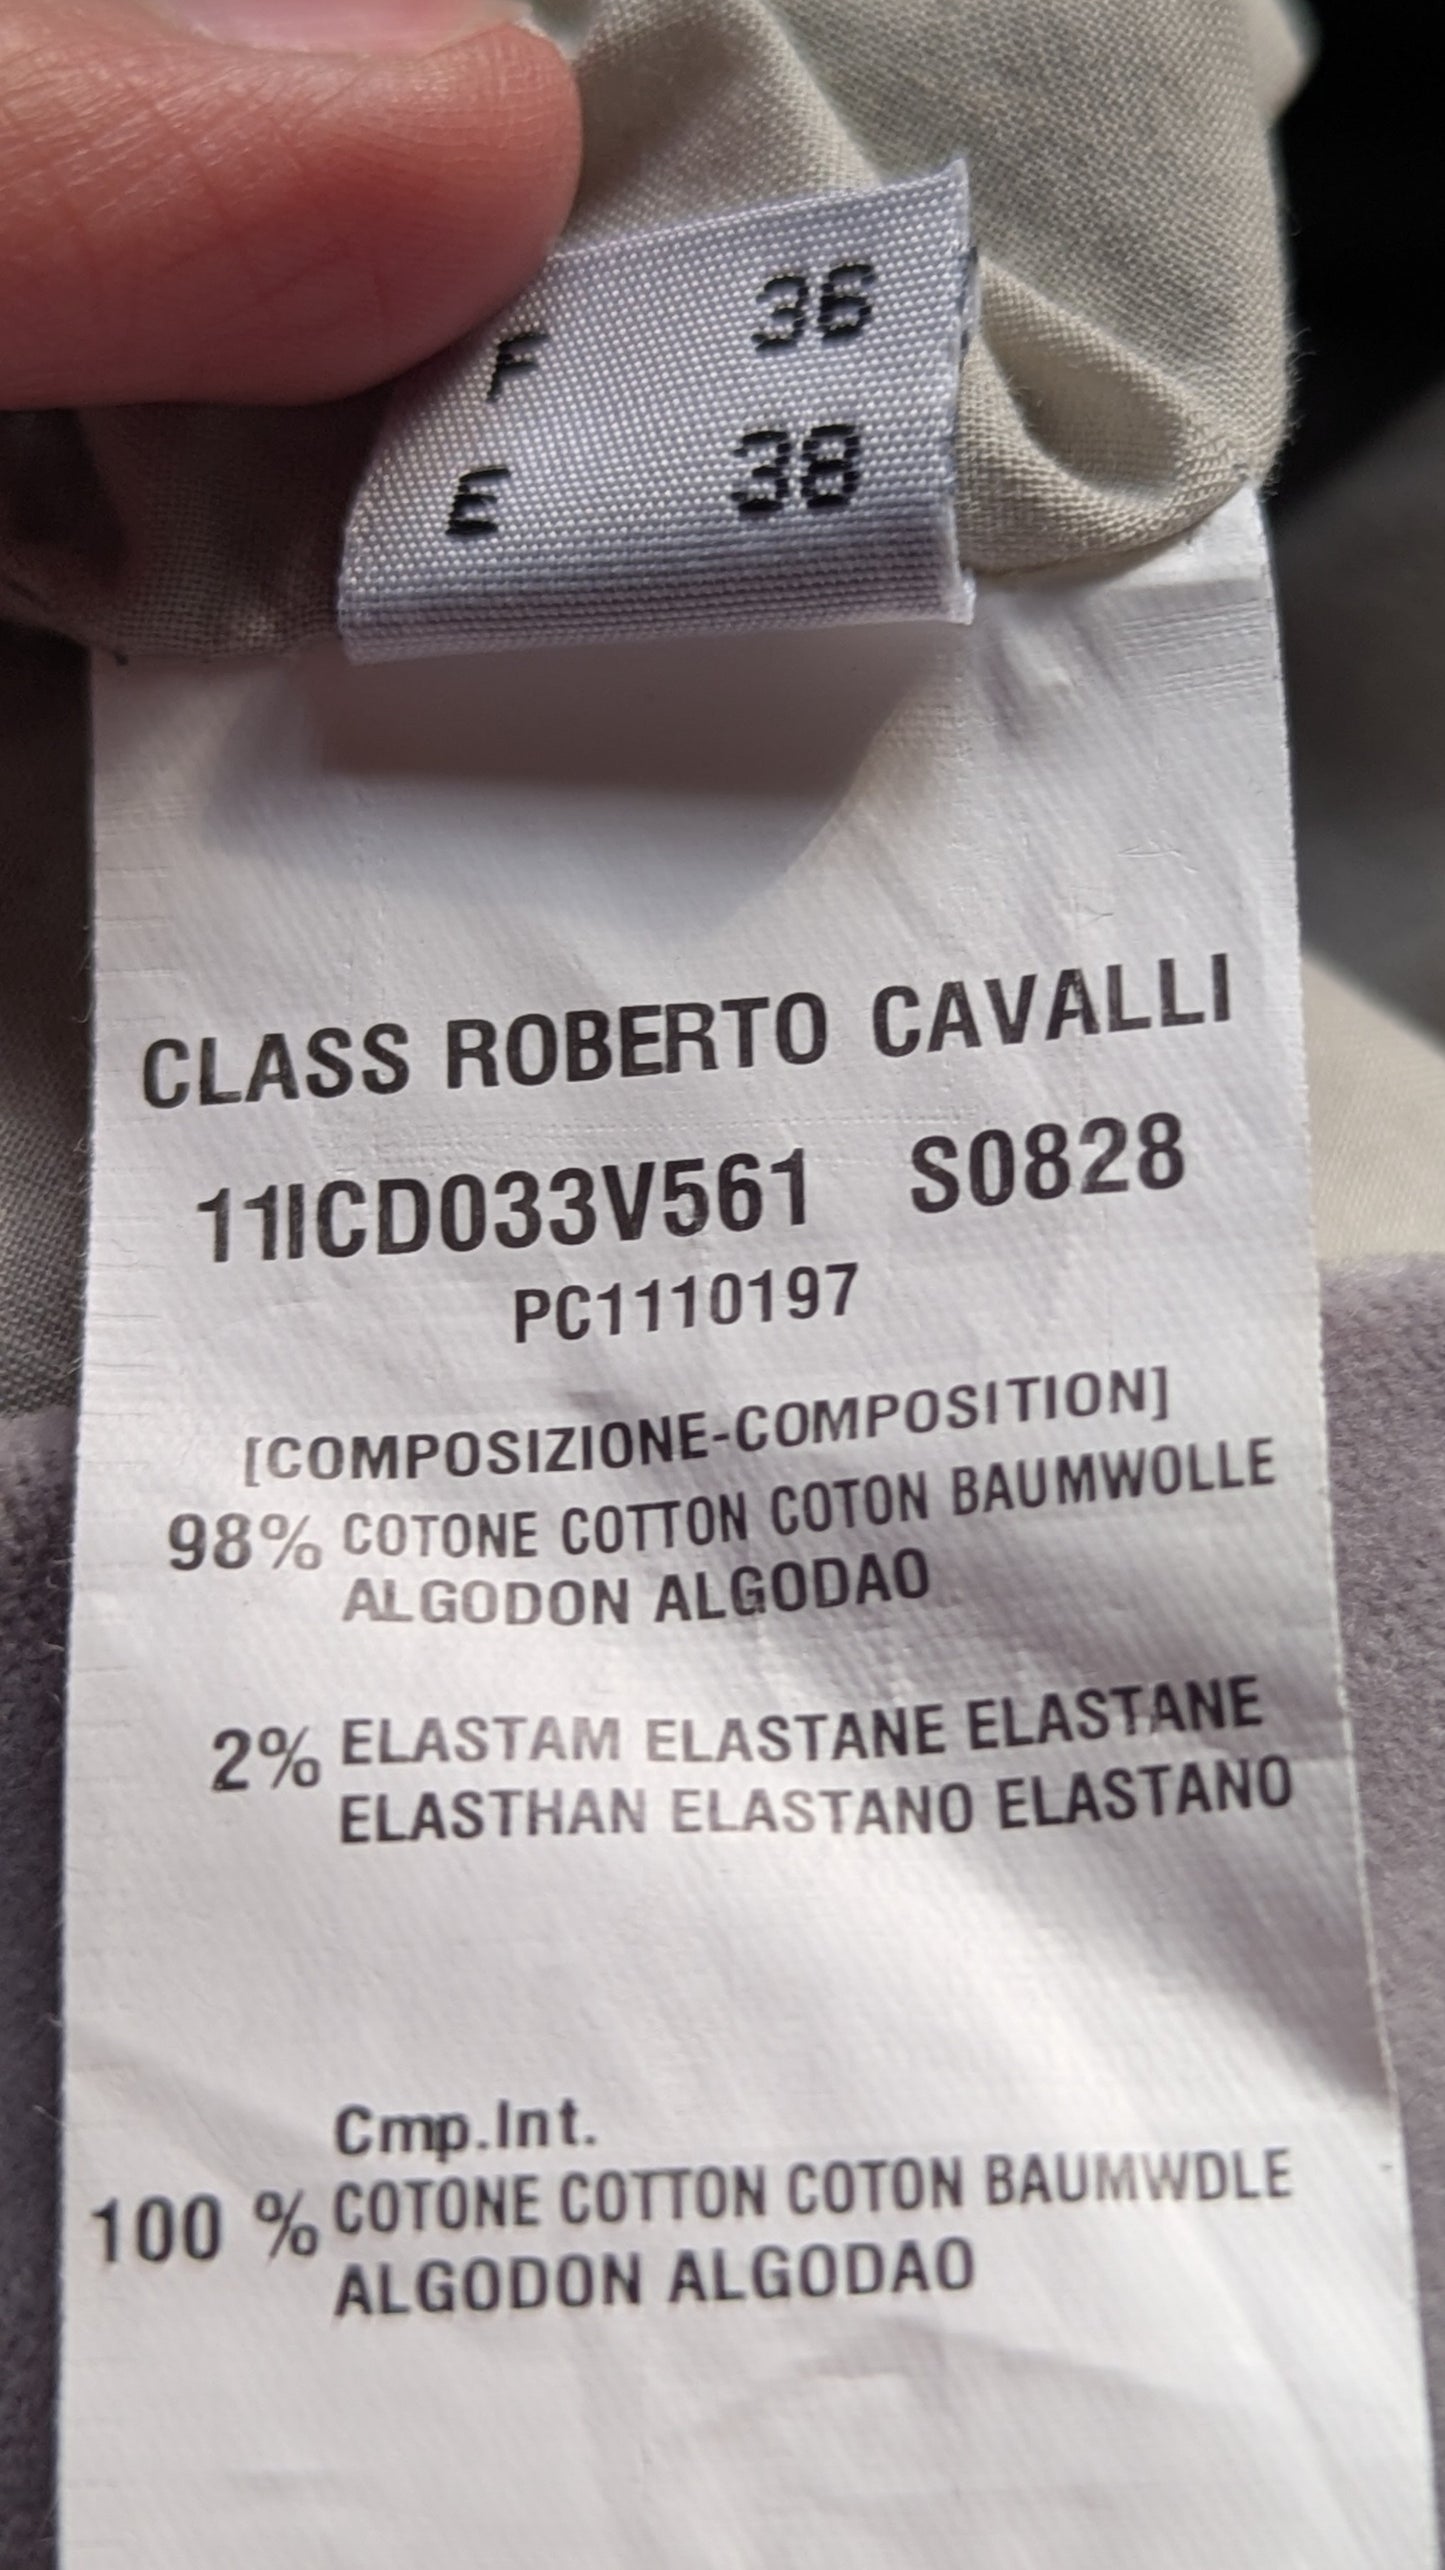 F 36
E 38
CLASS ROBERTO CAVALLI
11ICD033V561 S0828
PC1110197
[COMPOSIZIONE-COMPOSITION]
98% COTONE COTTON COTON BAUMWOLLE
ALGODON ALGODAO
2% ELASTAM ELASTANE ELASTANE
ELASTHAN ELASTANO ELASTANO
Cmp.Int.
100 % COTONE COTTON COTON BAUMWDLE
ALGODON ALGODAO